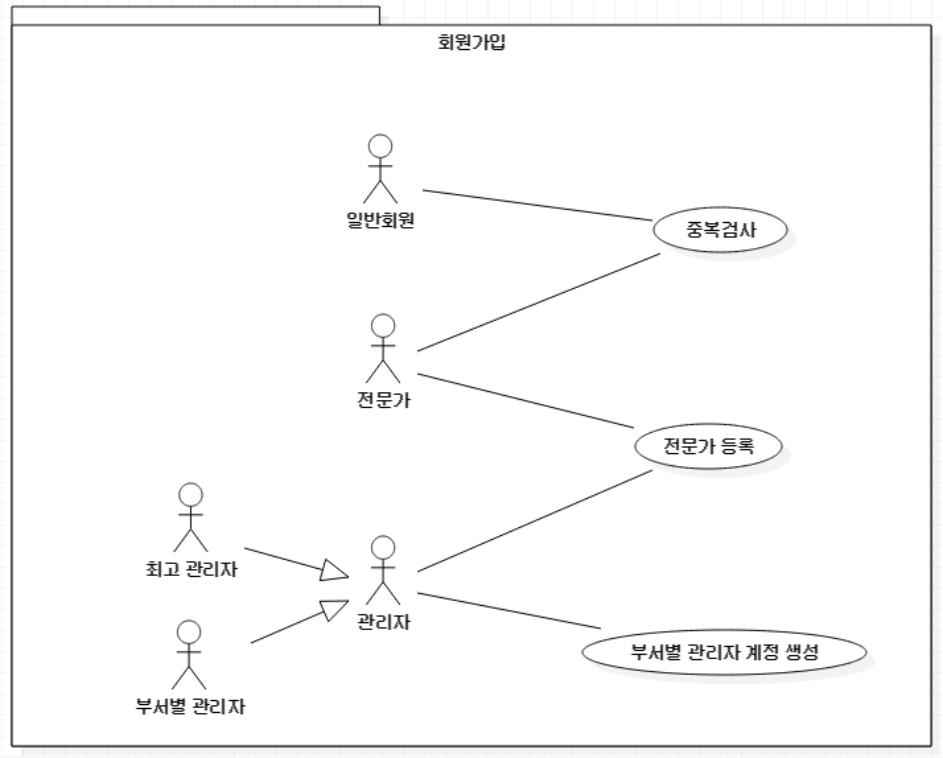 회원가입
일반회원
중복검사
전문가
전문가 등록
최고 관리자
관리자
부서별 관리자 계정 생성
부서별 관리자